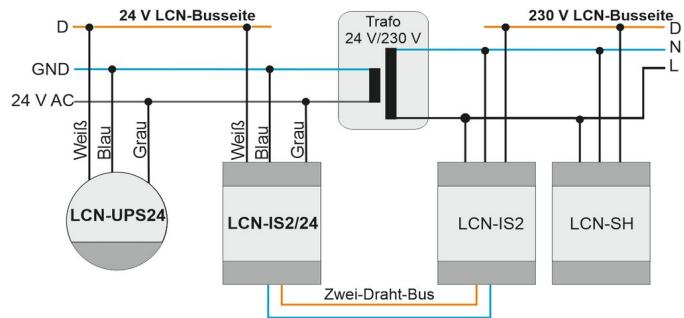 24 V LCN-Busseite
Trafo
24 V/230 V
230 V LCN-Busseite
D
D
N
GND
L
24 V AC
Weiß
Blau
Grau
Weiß
Blau
Grau
LCN-UPS24
LCN-IS2/24
LCN-IS2
LCN-SH
Zwei-Draht-Bus